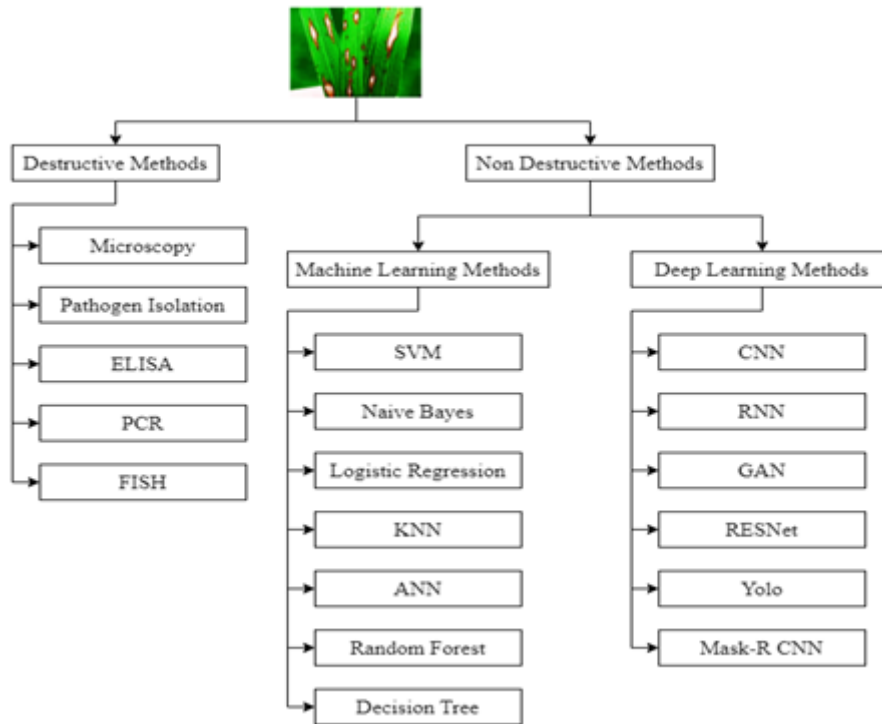 Destructive Methods
Non Destructive Methods
Microscopy
Pathogen Isolation
ELISA
PCR
FISH
Machine Learning Methods
SVM
Naive Bayes
Logistic Regression
KNN
ANN
Random Forest
Decision Tree
Deep Learning Methods
CNN
RNN
GAN
RESNet
Yolo
Mask-R CNN